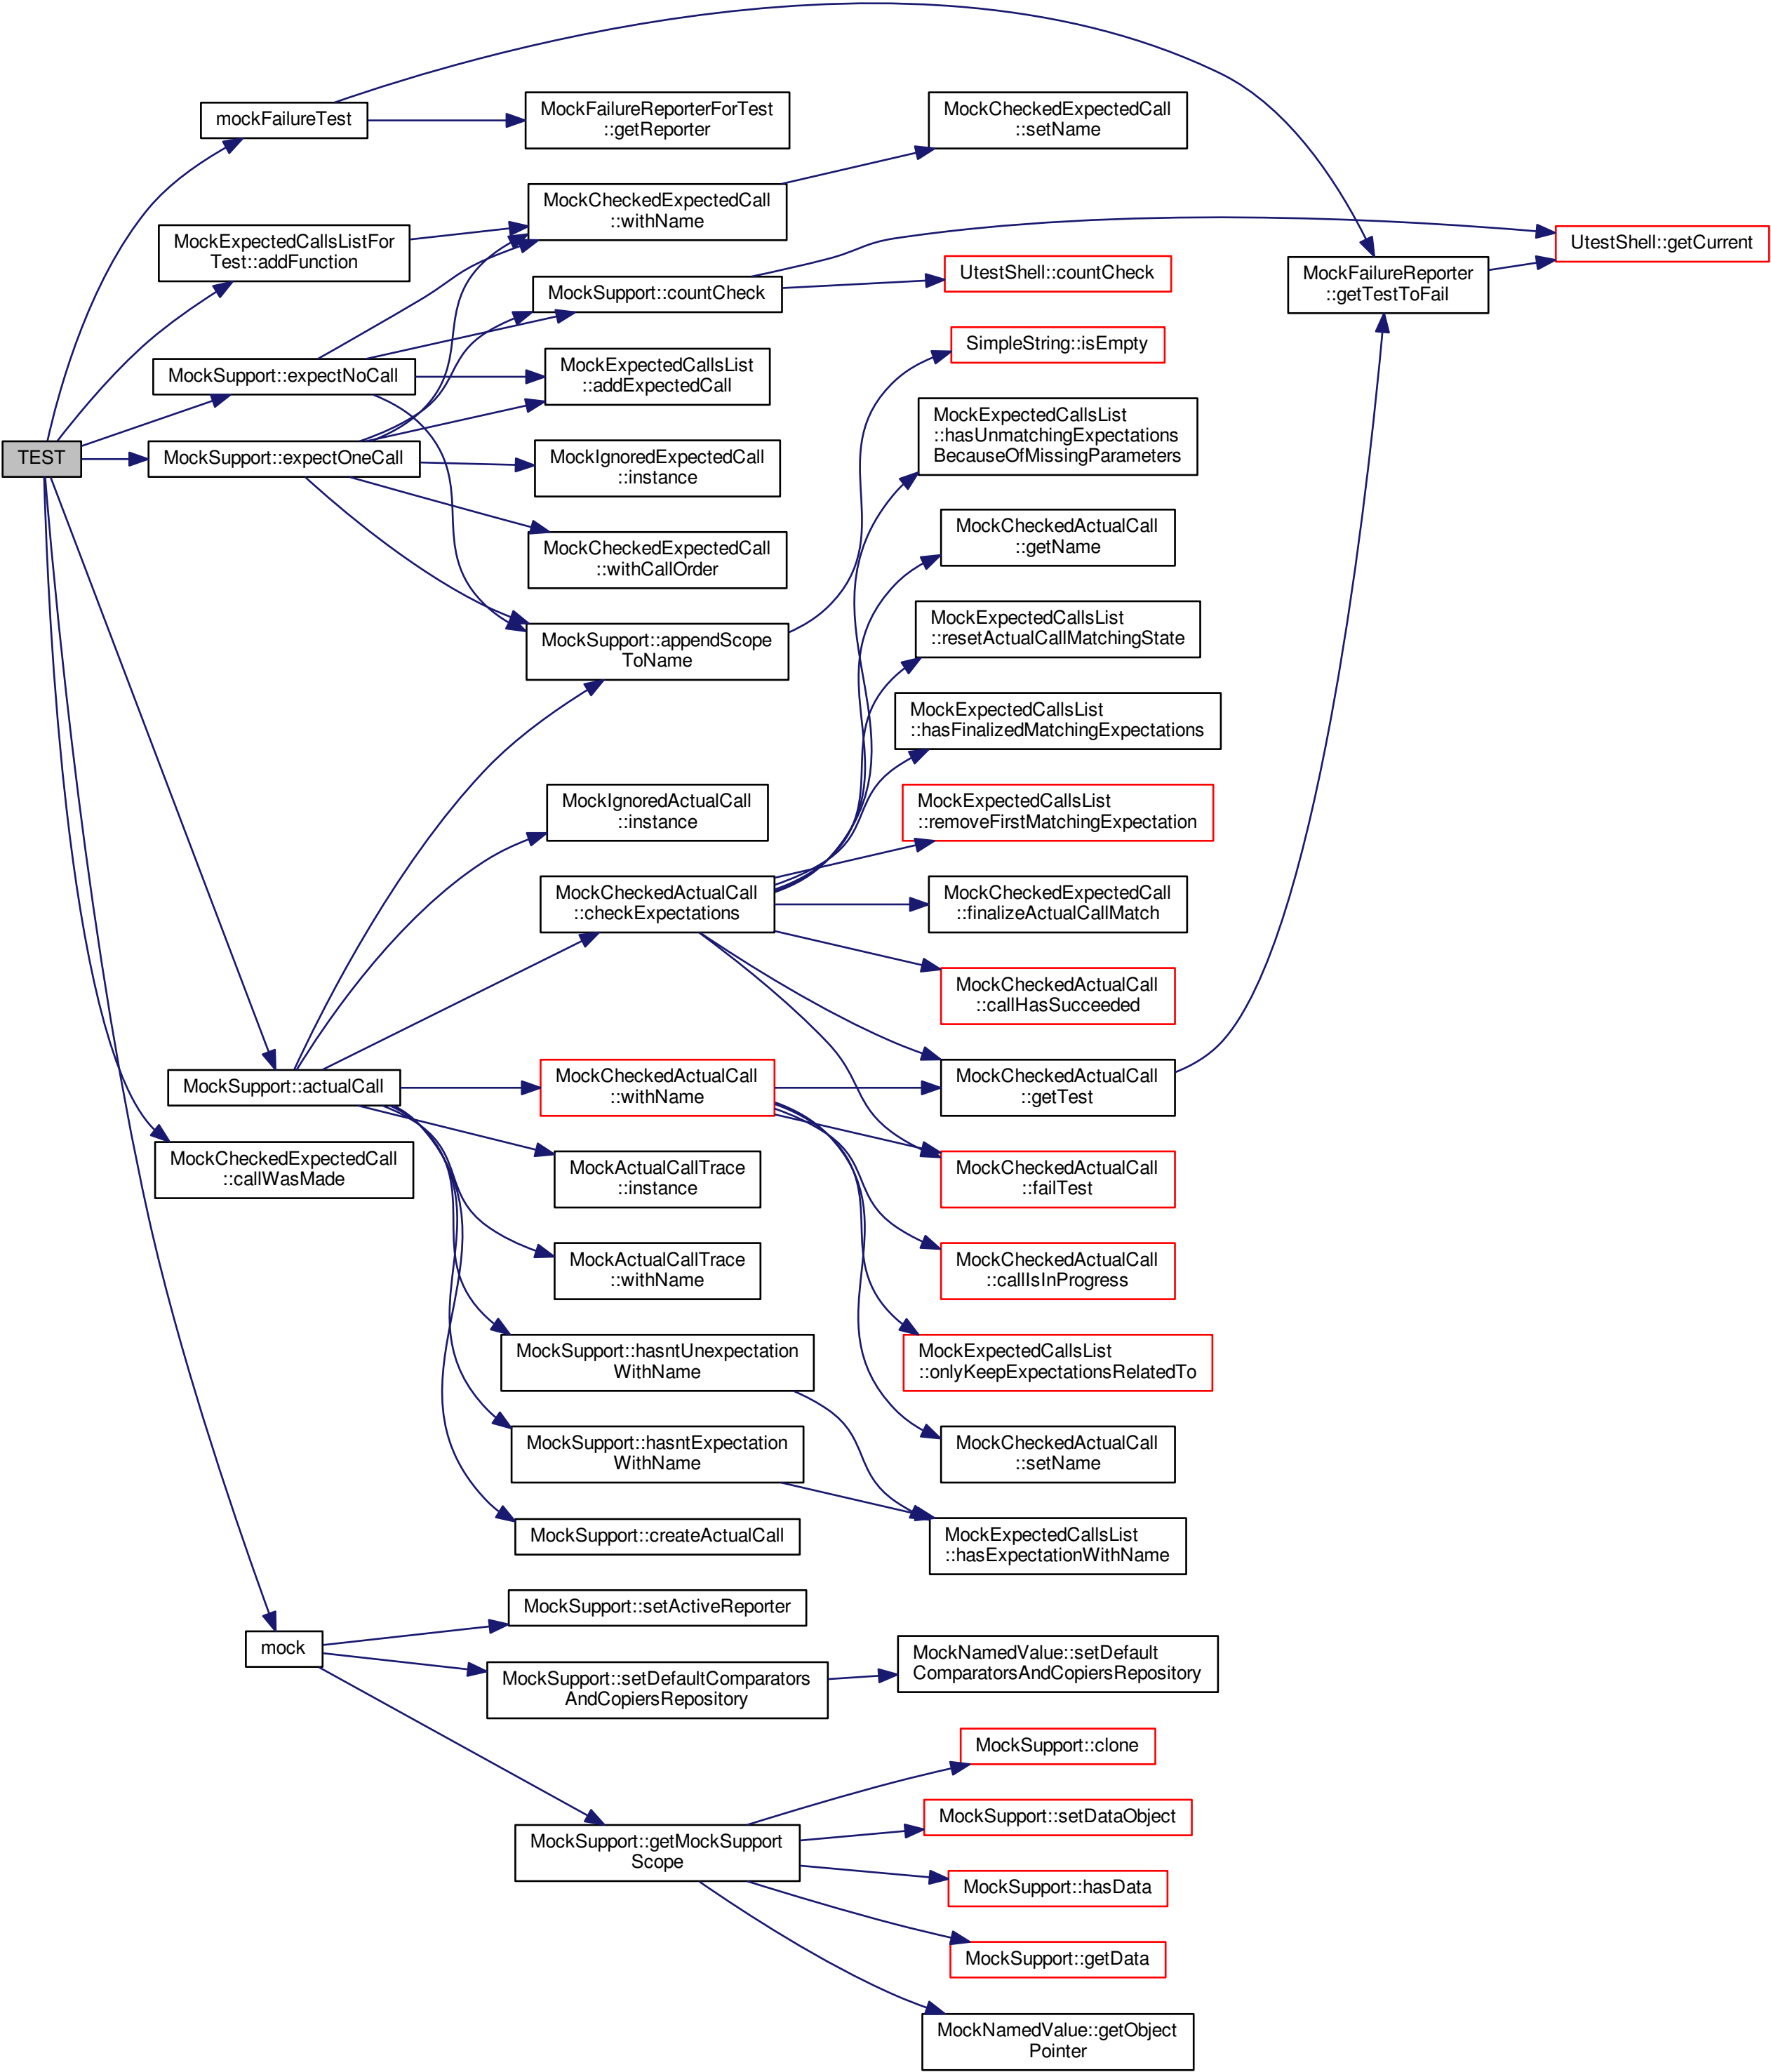 mockFailureTest
MockFailureReporterForTest
::getReporter
MockCheckedExpectedCall
::setName
MockCheckedExpectedCall
::withName
MockExpectedCallsListFor
Test::addFunction
UtestShell::getCurrent
MockFailureReporter
::getTestToFail
UtestShell::countCheck
MockSupport::countCheck
SimpleString::isEmpty
MockSupport::expectNoCall
MockExpectedCallsList
::addExpectedCall
MockExpectedCallsList
::hasUnmatchingExpectations
BecauseOfMissingParameters
TEST
MockSupport::expectOneCall
MockIgnoredExpectedCall
::instance
MockCheckedActualCall
::getName
MockCheckedExpectedCall
::withCallOrder
MockExpectedCallsList
::resetActualCallMatchingState
MockSupport::appendScope
ToName
MockExpectedCallsList
::hasFinalizedMatchingExpectations
MockIgnoredActualCall
::instance
MockExpectedCallsList
::removeFirstMatchingExpectation
MockCheckedActualCall
::checkExpectations
MockCheckedExpectedCall
::finalizeActualCallMatch
MockCheckedActualCall
::callHasSucceeded
MockSupport::actualCall
MockCheckedActualCall
::withName
MockCheckedActualCall
::getTest
MockCheckedExpectedCall
::callWasMade
MockActualCallTrace
::instance
MockCheckedActualCall
::failTest
MockActualCallTrace
::withName
MockCheckedActualCall
::callIsInProgress
MockSupport::hasntUnexpectation
WithName
MockExpectedCallsList
::onlyKeepExpectationsRelatedTo
MockSupport::hasntExpectation
WithName
MockCheckedActualCall
::setName
MockSupport::createActualCall
MockExpectedCallsList
::hasExpectationWithName
MockSupport::setActiveReporter
mock
MockSupport::setDefaultComparators
AndCopiersRepository
MockNamedValue::setDefault
ComparatorsAndCopiersRepository
MockSupport::clone
MockSupport::setDataObject
MockSupport::getMockSupport
Scope
MockSupport::hasData
MockSupport::getData
MockNamedValue::getObject
Pointer